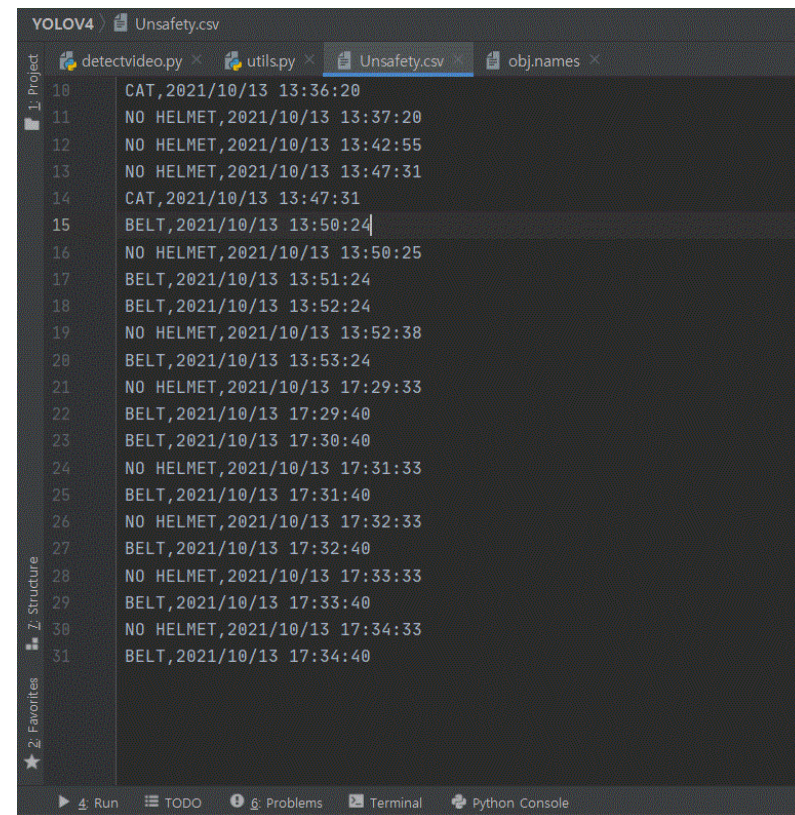 YOLOV4 〉 Unsafety.csv
detectvideo.py × utils.py × Unsafety.csv × obj.names ×
1: Project
10 CAT,2021/10/13 13:36:20
11 NO HELMET,2021/10/13 13:37:20
12 NO HELMET,2021/10/13 13:42:55
13 NO HELMET,2021/10/13 13:47:31
14 CAT,2021/10/13 13:47:31
15 BELT,2021/10/13 13:50:24
16 NO HELMET,2021/10/13 13:50:25
17 BELT,2021/10/13 13:51:24
18 BELT,2021/10/13 13:52:24
19 NO HELMET,2021/10/13 13:52:38
20 BELT,2021/10/13 13:53:24
21 NO HELMET,2021/10/13 17:29:33
22 BELT,2021/10/13 17:29:40
23 BELT,2021/10/13 17:30:40
24 NO HELMET,2021/10/13 17:31:33
25 BELT,2021/10/13 17:31:40
26 NO HELMET,2021/10/13 17:32:33
27 BELT,2021/10/13 17:32:40
28 NO HELMET,2021/10/13 17:33:33
29 BELT,2021/10/13 17:33:40
30 NO HELMET,2021/10/13 17:34:33
31 BELT,2021/10/13 17:34:40
7: Structure
2: Favorites
4: Run TODO 6: Problems Terminal Python Console